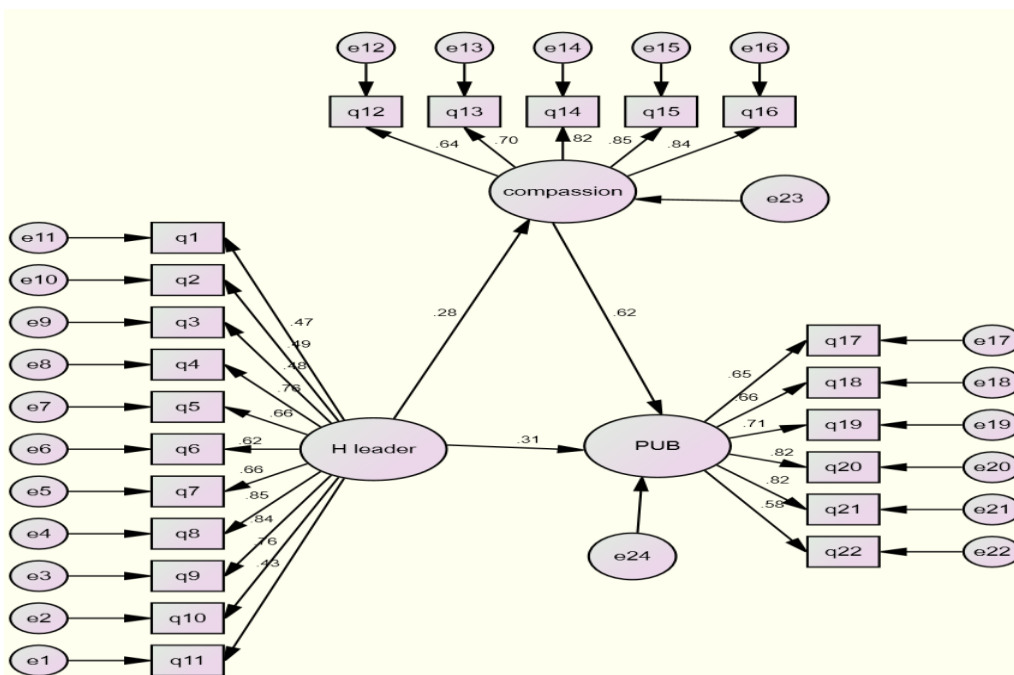 e12 e13 e14 e15 e16
q12 q13 q14 q15 q16
.64 .70 .82 .85 .84
compassion
e23
e11 q1
e10 q2
e9 q3
e8 q4
e7 q5
e6 q6
e5 q7
e4 q8
e3 q9
e2 q10
e1 q11
.47
.49
.48
.76
.66
.62
.66
.85
.84
.76
.43
H leader
.28
.62
.31
PUB
e24
.65
.66
.71
.82
.82
.58
q17 e17
q18 e18
q19 e19
q20 e20
q21 e21
q22 e22